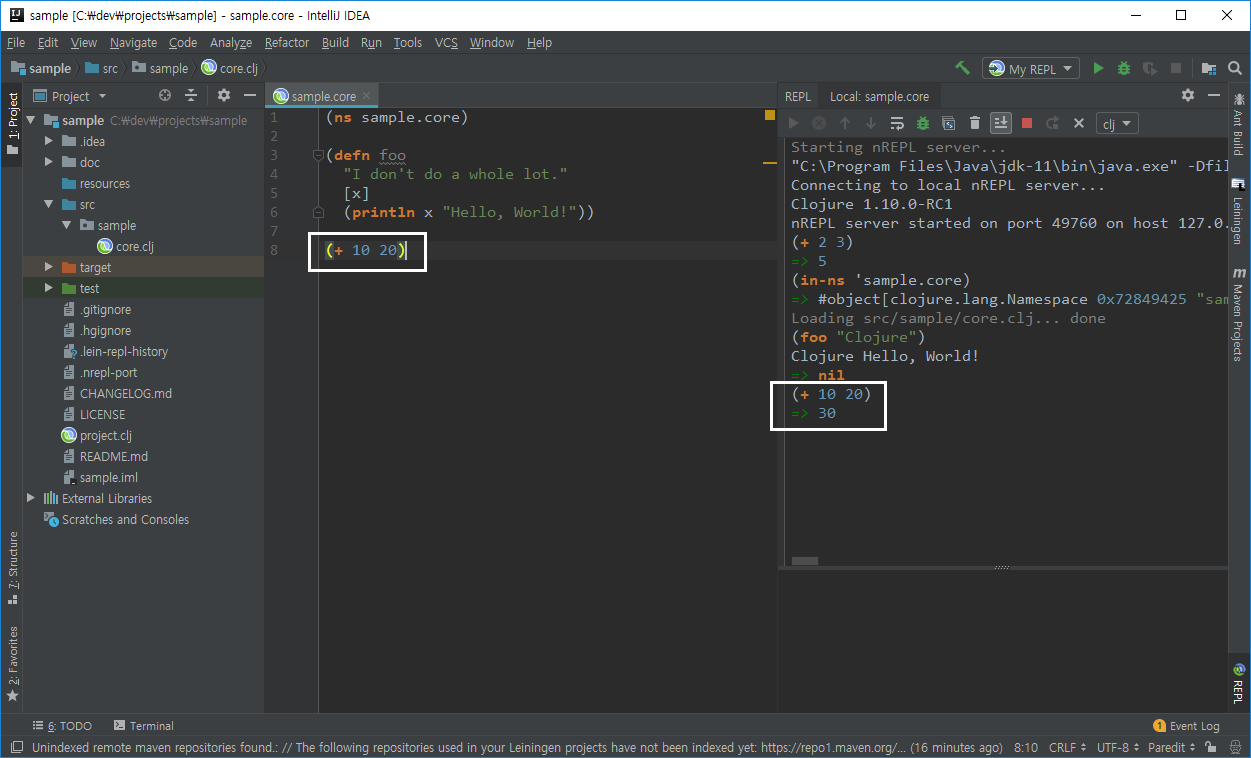 sample [C:\dev\projects\sample] - sample.core - IntelliJ IDEA
File Edit View Navigate Code Analyze Refactor Build Run Tools VCS Window Help
sample src sample core.clj My REPL
1: Project
7: Structure
2: Favorites
Project
sample C:₩dev₩projects₩sample
.idea
doc
resources
src
sample
core.clj
target
test
.gitignore
.hgignore
.lein-repl-history
.nrepl-port
CHANGELOG.md
LICENSE
project.clj
README.md
sample.iml
External Libraries
Scratches and Consoles
sample.core
1 (ns sample.core)
2
3 (defn foo
4 "I don't do a whole lot."
5 [x]
6 (println x "Hello, World!"))
7
8 (+ 10 20)
REPL Local: sample.core
clj
Starting nREPL server...
"C:\Program Files\Java\jdk-11\bin\java.exe" -Dfil
Connecting to local nREPL server...
Clojure 1.10.0-RC1
nREPL server started on port 49760 on host 127.0.
(+ 2 3)
=> 5
(in-ns 'sample.core)
=> #object[clojure.lang.Namespace 0x72849425 "sam
Loading src/sample/core.clj... done
(foo "Clojure")
Clojure Hello, World!
=> nil
(+ 10 20)
=> 30
Ant Build
Leiningen
Maven Projects
REPL
6: TODO Terminal 1 Event Log
Unindexed remote maven repositories found.: // The following repositories used in your Leiningen projects have not been indexed yet: https://repo1.maven.org/... (16 minutes ago) 8:10 CRLF UTF-8 Paredit